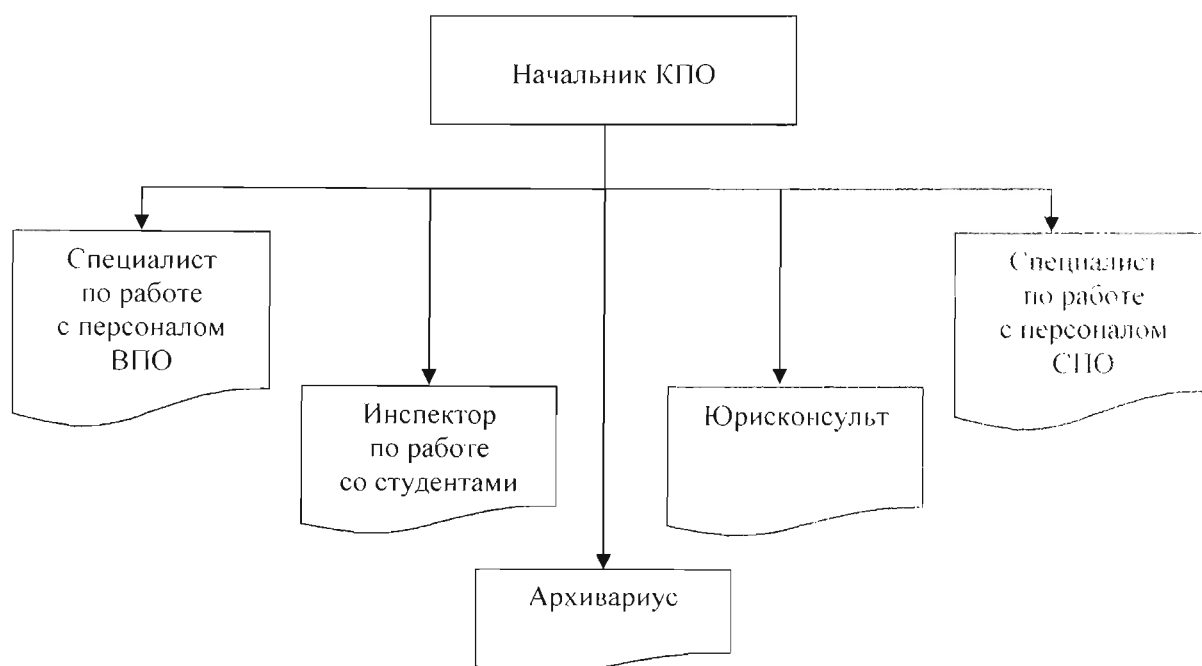 Начальник КПО
Специалист
по работе
с персоналом
ВПО
Инспектор
по работе
со студентами
Архивариус
Юрисконсульт
Специалист
по работе
с персоналом
СПО